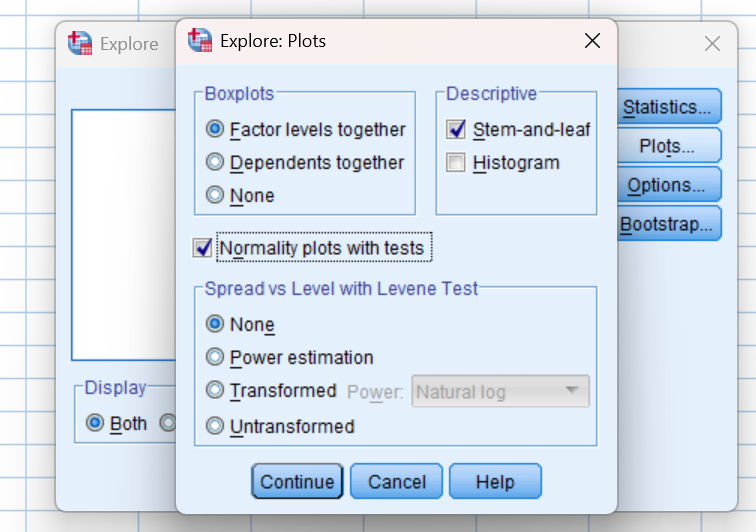 Explore
Explore: Plots
Boxplots
Factor levels together
Dependents together
None
Descriptive
Stem-and-leaf
Histogram
Normality plots with tests
Spread vs Level with Levene Test
None
Power estimation
Transformed Power: Natural log
Untransformed
Continue Cancel Help
Statistics...
Plots...
Options...
Bootstrap...
Display
Both